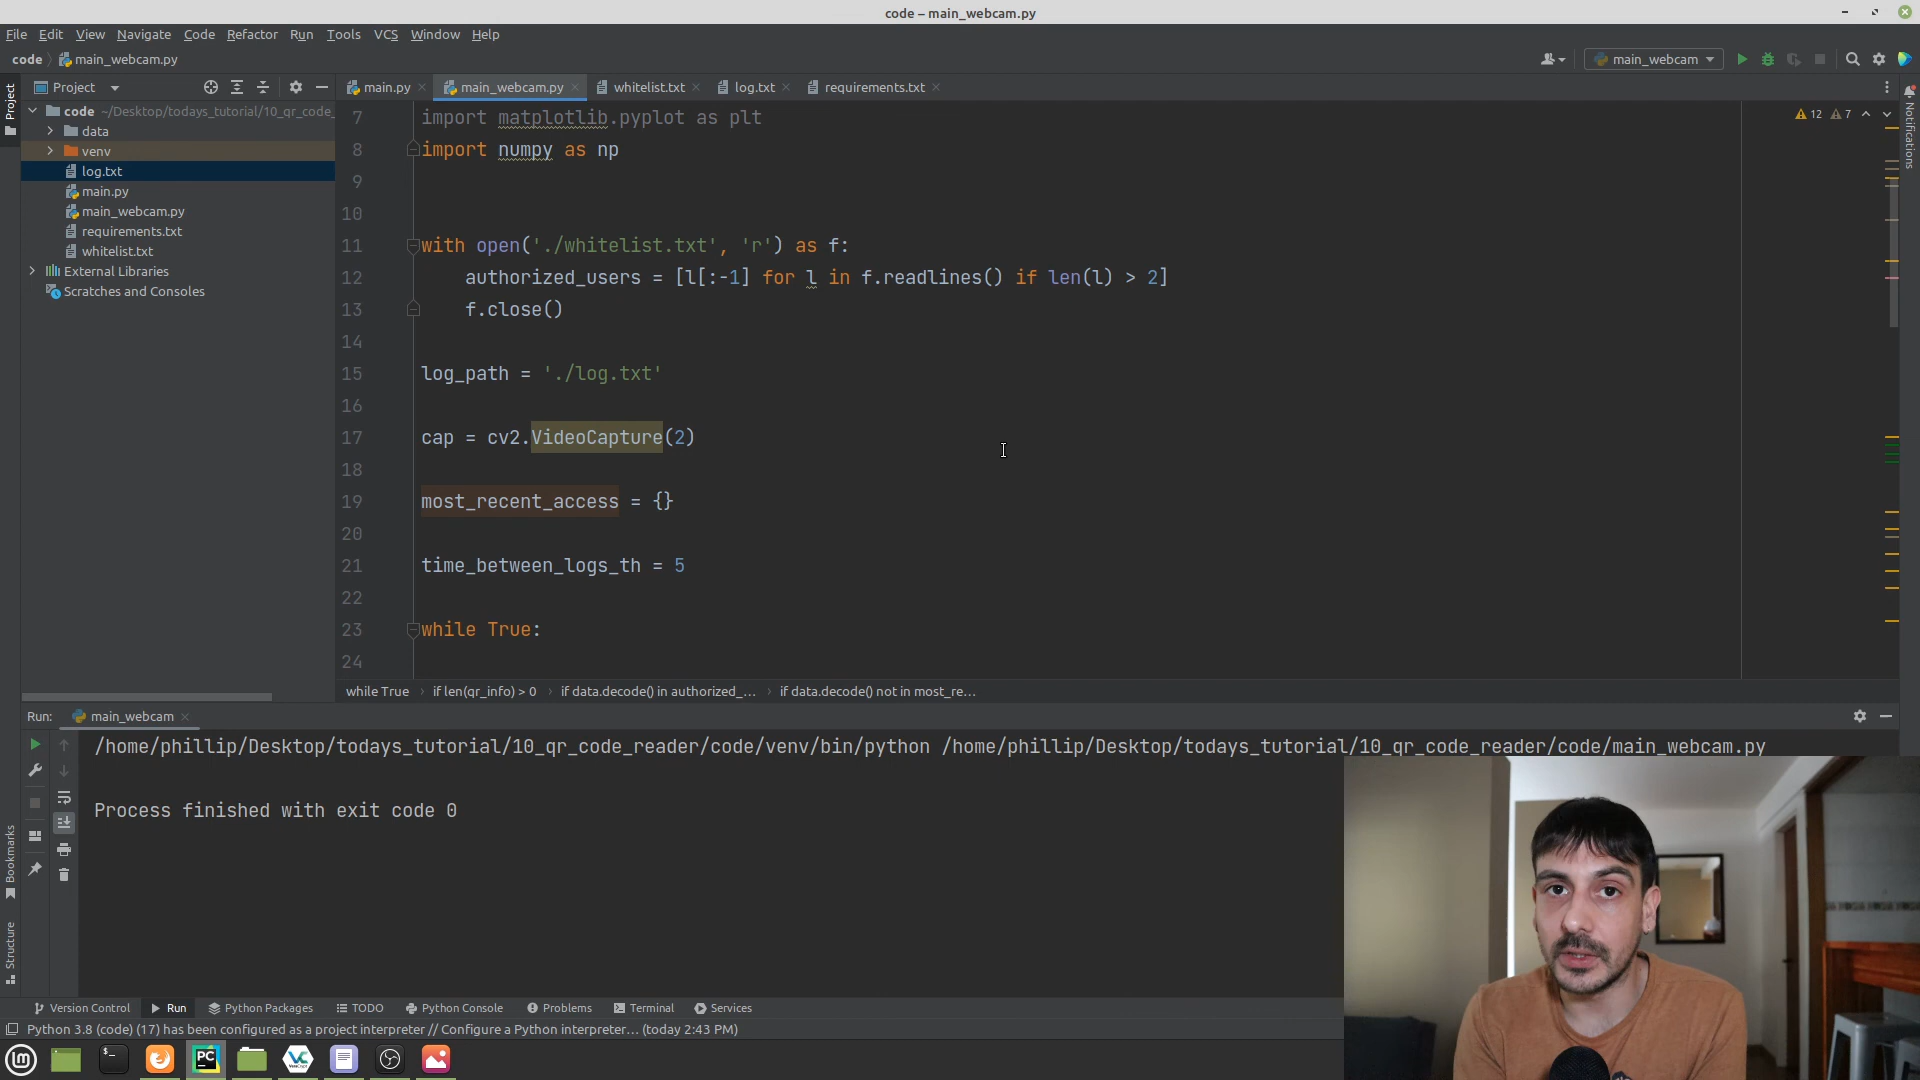 code – main_webcam.py
File Edit View Navigate Code Refactor Run Tools VCS Window Help
code main_webcam.py
main_webcam
Project
main.py main_webcam.py whitelist.txt log.txt requirements.txt
Project
Notifications
code ~/Desktop/todays_tutorial/10_qr_code_
data
venv
log.txt
main.py
main_webcam.py
requirements.txt
whitelist.txt
External Libraries
Scratches and Consoles
12 7
7 import matplotlib.pyplot as plt
8 import numpy as np
9
10
11 with open('./whitelist.txt', 'r') as f:
12 authorized_users = [l[:-1] for l in f.readlines() if len(l) > 2]
13 f.close()
14
15 log_path = './log.txt'
16
17 cap = cv2.VideoCapture(2)
18
19 most_recent_access = {}
20
21 time_between_logs_th = 5
22
23 while True:
24
while True › if len(qr_info) > 0 › if data.decode() in authorized_... › if data.decode() not in most_re...
Run: main_webcam
/home/phillip/Desktop/todays_tutorial/10_qr_code_reader/code/venv/bin/python /home/phillip/Desktop/todays_tutorial/10_qr_code_reader/code/main_webcam.py
Process finished with exit code 0
Bookmarks
Structure
Version Control Run Python Packages TODO Python Console Problems Terminal Services
Python 3.8 (code) (17) has been configured as a project interpreter // Configure a Python interpreter... (today 2:43 PM)
PC